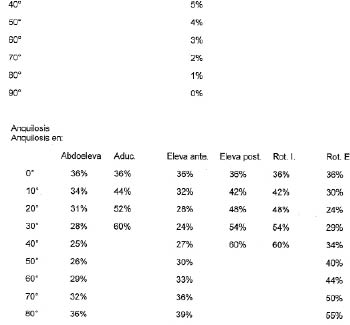 40° 5%
50° 4%
60° 3%
70° 2%
80° 1%
90° 0%
Anquilosis
Anquilosis en:
Abdoeleva Aduc. Eleva ante. Eleva post. Rot. I. Rot. E
0° 36% 36% 36% 36% 36% 36%
10° 34% 44% 32% 42% 42% 30%
20° 31% 52% 28% 48% 48% 24%
30° 28% 60% 24% 54% 54% 29%
40° 25% 27% 60% 60% 34%
50° 26% 30% 40%
60° 29% 33% 44%
70° 32% 36% 50%
80° 36% 39% 55%